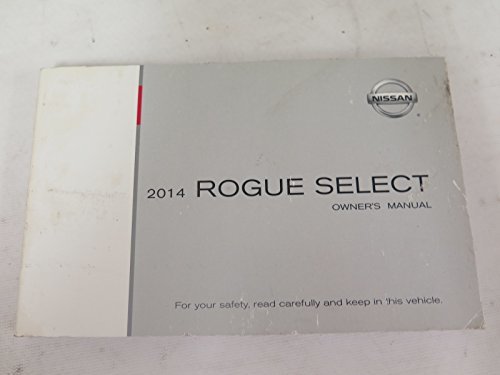 NISSAN
2014 ROGUE SELECT
OWNER'S MANUAL
For your safety, read carefully and keep in this vehicle.